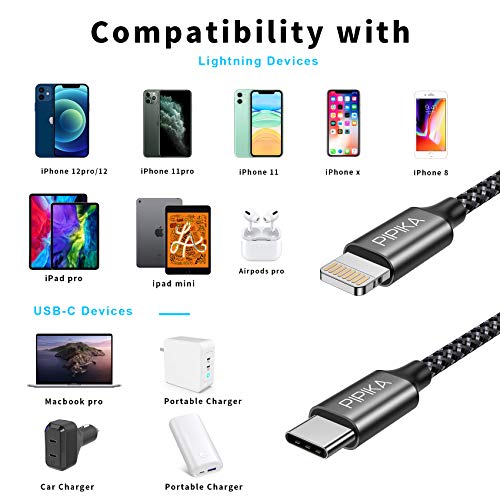 Compatibility with
Lightning Devices
iPhone 12pro/12
iPhone 11pro
iPhone 11
iPhone x
iPhone 8
PIPIKA
iPad pro
ipad mini
Airpods pro
USB-C Devices
Macbook pro
Portable Charger
PIPIKA
Car Charger
Portable Charger